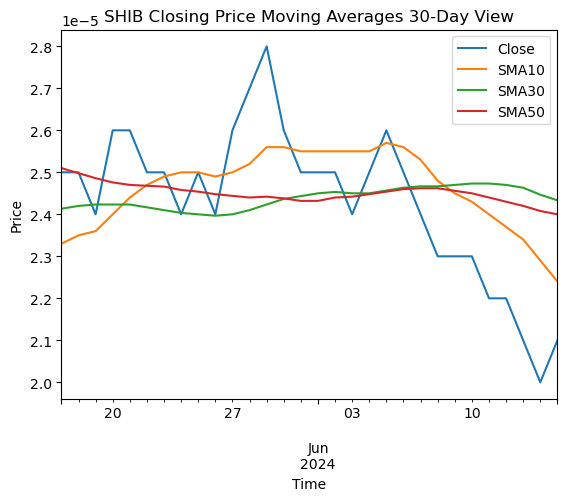 SHIB Closing Price Moving Averages 30-Day View
1e−5
Close
SMA10
SMA30
SMA50
2.8
2.7
2.6
2.5
2.4
2.3
2.2
2.1
2.0
Price
20
27
03
10
Jun
2024
Time